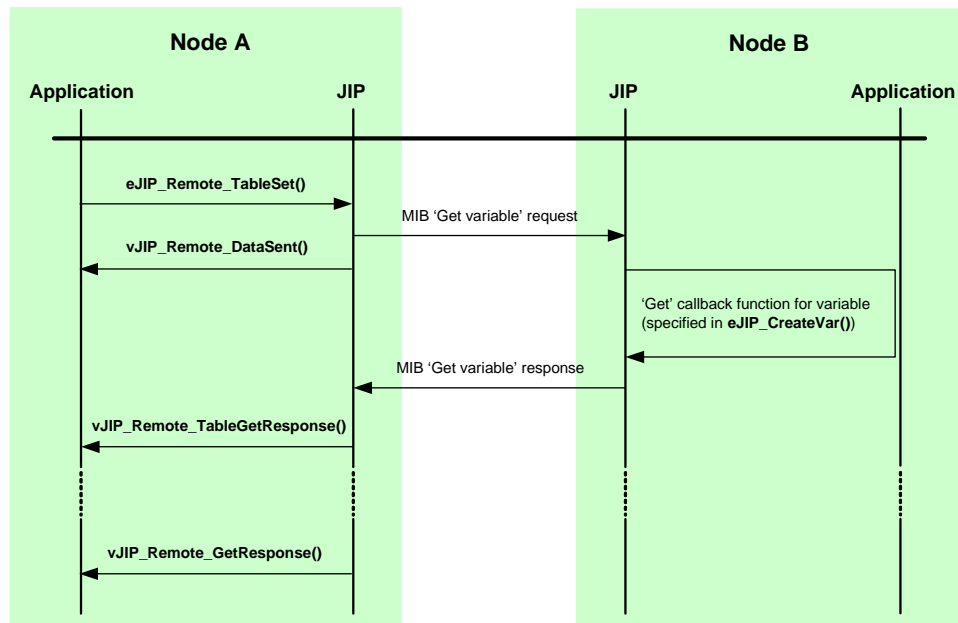 Node A
Node B
Application
JIP
JIP
Application
eJIP_Remote_TableSet()
MIB ‘Get variable’ request
vJIP_Remote_DataSent()
‘Get’ callback function for variable
(specified in eJIP_CreateVar())
MIB ‘Get variable’ response
vJIP_Remote_TableGetResponse()
vJIP_Remote_GetResponse()